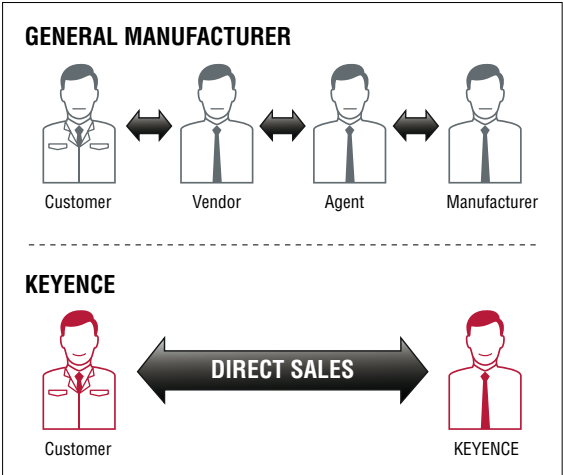 GENERAL MANUFACTURER
Customer Vendor Agent Manufacturer
KEYENCE
DIRECT SALES
Customer KEYENCE